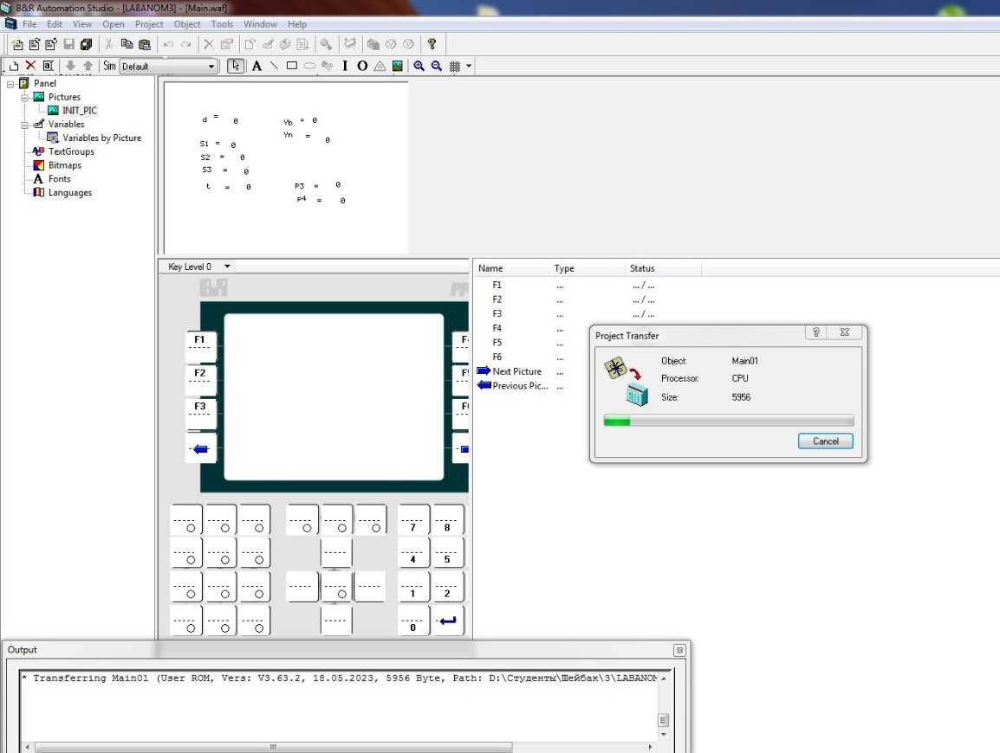 B&R Automation Studio - [LABANOM3] - [Main.waf]
File Edit View Open Project Object Tools Window Help
Sim Default A I O A
Panel
Pictures
INIT_PIC
Variables
Variables by Picture
TextGroups
Bitmaps
Fonts
Languages
d = 0
Yb = 0
Yn = 0
S1 = 0
S2 = 0
S3 = 0
t = 0
P3 = 0
P4 = 0
Key Level 0
B&R
F1
F2
F3
7 8
4 5
1 2
0
Name Type Status
F1 ... ... / ...
F2 ... ... / ...
F3 ... ... / ...
F4 ...
F5 ...
F6 ...
Next Picture ...
Previous Pic... ...
Project Transfer
Object: Main01
Processor: CPU
Size: 5956
Cancel
Output
* Transferring Main01 (User ROM, Vers: V3.63.2, 18.05.2023, 5956 Byte, Path: D:\Студенты\Шейбак\3\LABANOM